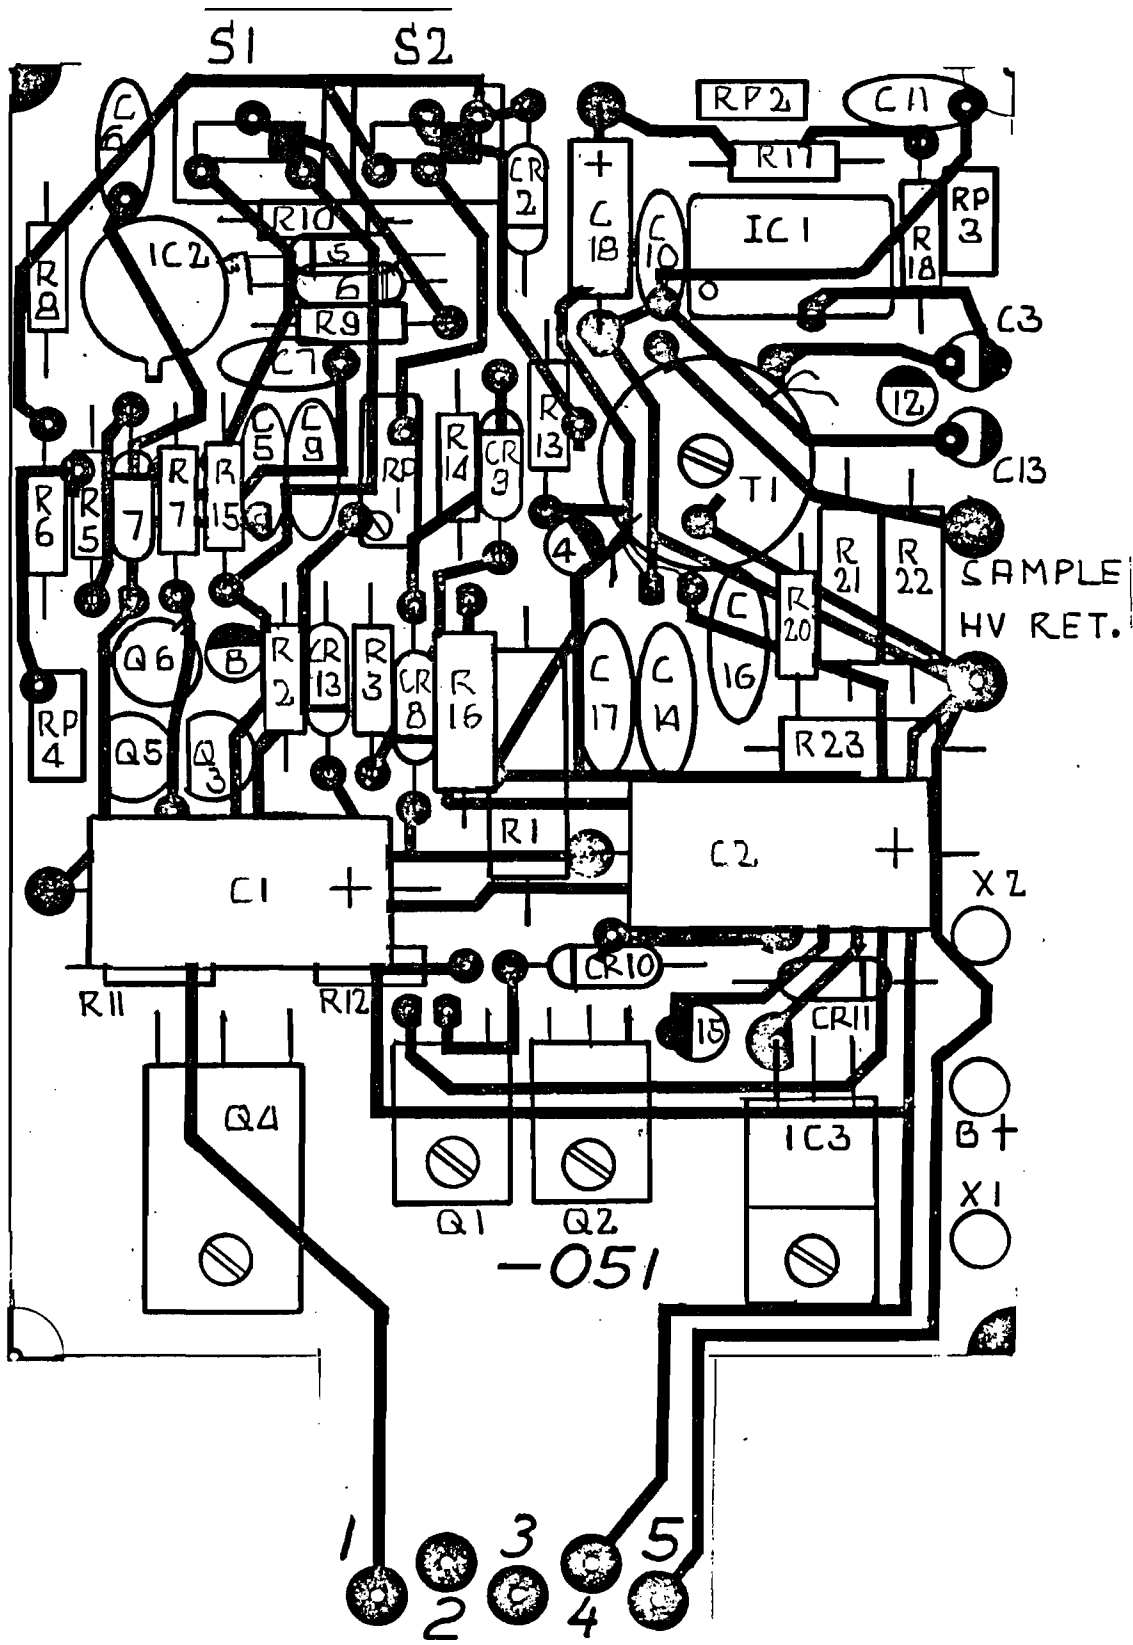 S1 S2
C
6
RP2
C11
R17
CR
2
+
C
18
C
10
IC1
R
18
RP
3
R10
IC2
5
6
R
8
R9
C7
C3
12
C13
R
13
C
5
C
9
RP
1
R
14
CR
9
T1
R
6
R
5
7
R
7
R
15
4
R
21
R
22
SAMPLE
HV RET.
Q6
8
R
2
CR
13
R
3
CR
8
R
16
C
17
C
14
C
16
R
20
RP
4
Q5
Q
3
R23
R1
C1 +
C2 +
X2
R11
R12
CR10
CR11
15
Q4
IC3
B+
X1
Q1
Q2
-051
1
3
5
2
4